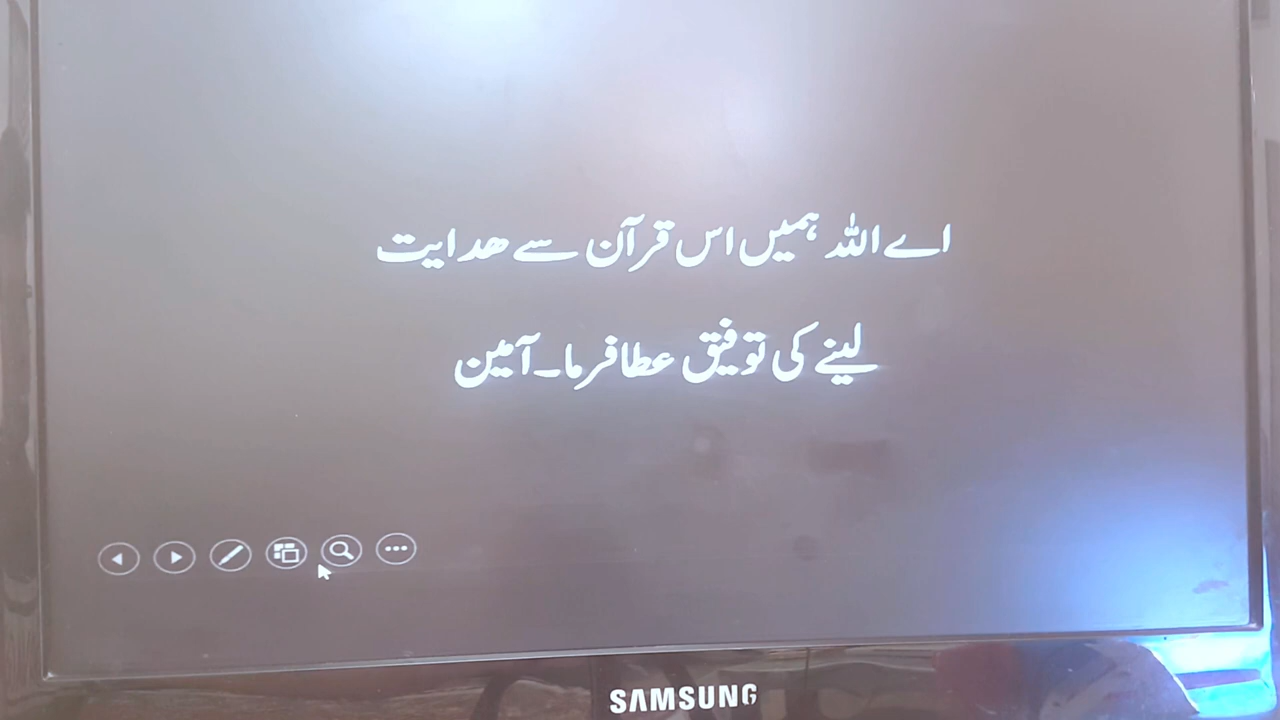 اے اللہ ہمیں اس قرآن سے ھدایت
لینے کی توفیق عطا فرما۔ آمین
SAMSUNG